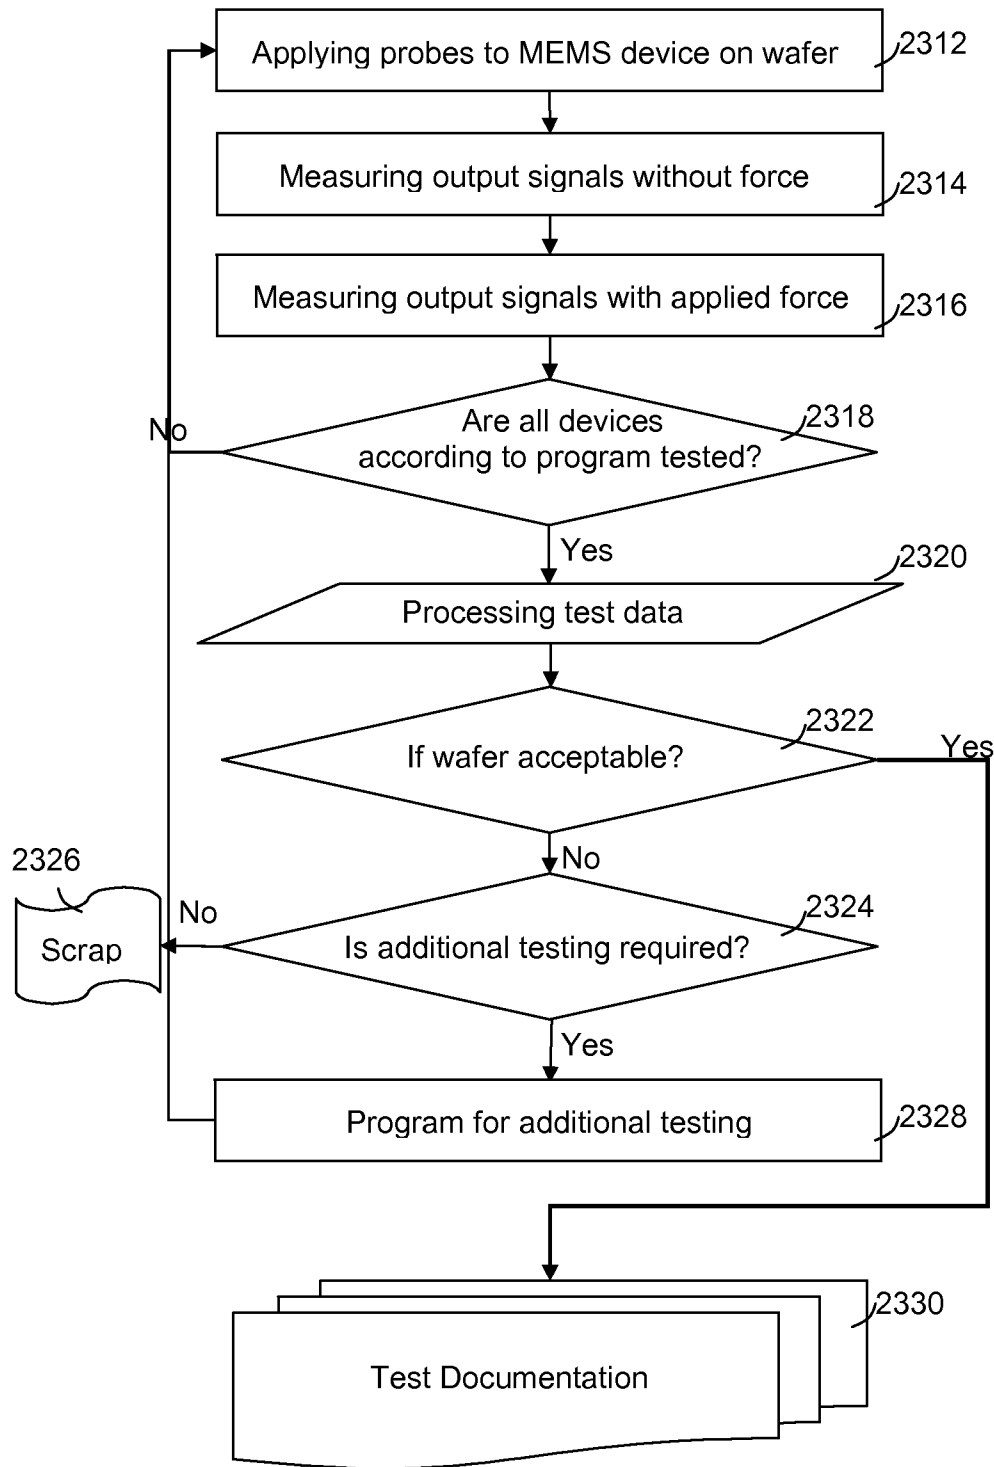 Applying probes to MEMS device on wafer
2312
Measuring output signals without force
2314
Measuring output signals with applied force
2316
No
Are all devices
according to program tested?
2318
Yes
2320
Processing test data
2322
If wafer acceptable?
Yes
No
2326
Scrap
No
2324
Is additional testing required?
Yes
Program for additional testing
2328
2330
Test Documentation